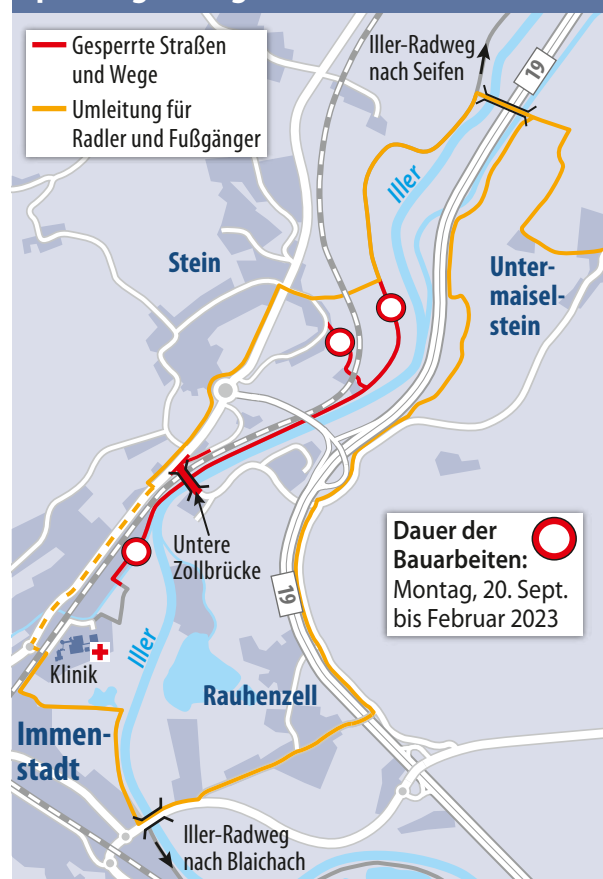 Gesperrte Straßen
und Wege
Umleitung für
Radler und Fußgänger
Iller-Radweg
nach Seifen
19
Iller
Stein
Unter-
maisel-
stein
Untere
Zollbrücke
Dauer der
Bauarbeiten:
Montag, 20. Sept.
bis Februar 2023
19
Iller
Klinik
Rauhenzell
Immen-
stadt
Iller-Radweg
nach Blaichach